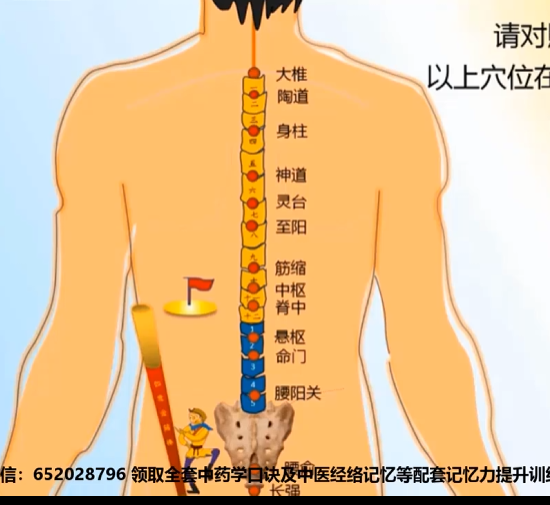 请对
以上穴位在
大椎
陶道
一
二
身柱
三
四
五
神道
六
灵台
七
至阳
八
九
筋缩
十
中枢
十一
脊中
十二
1
悬枢
2
命门
3
4
腰阳关
5
腰俞
信：652028796 领取全套中药学口诀及中医经络记忆等配套记忆力提升训
长强